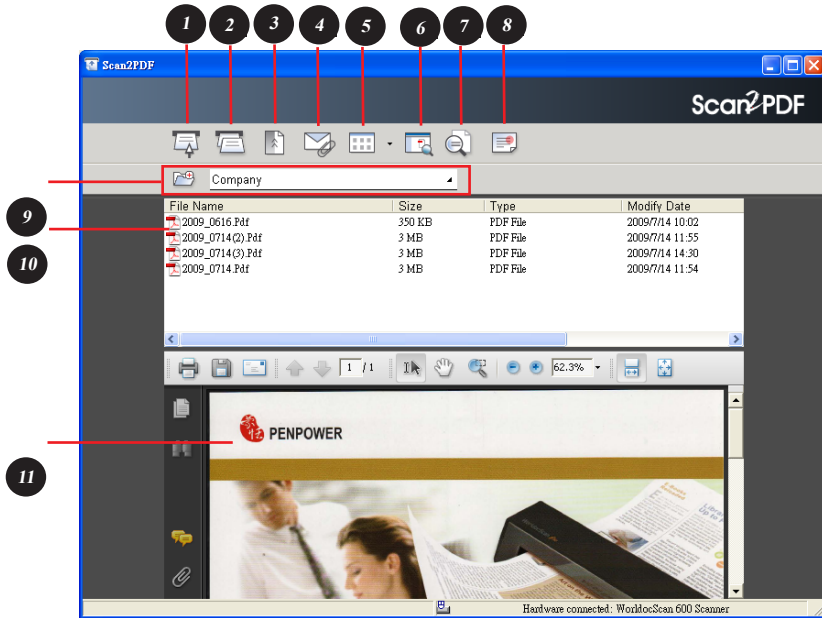 1 2 3 4 5 6 7 8
Scan2PDF
Scan2PDF
Company
9
File Name Size Type Modify Date
2009_0616.Pdf 350 KB PDF File 2009/7/14 10:02
2009_0714(2).Pdf 3 MB PDF File 2009/7/14 11:55
10
2009_0714(3).Pdf 3 MB PDF File 2009/7/14 14:30
2009_0714.Pdf 3 MB PDF File 2009/7/14 11:54
1 / 1 62.3%
PENPOWER
11
Hardware connected: WorldocScan 600 Scanner